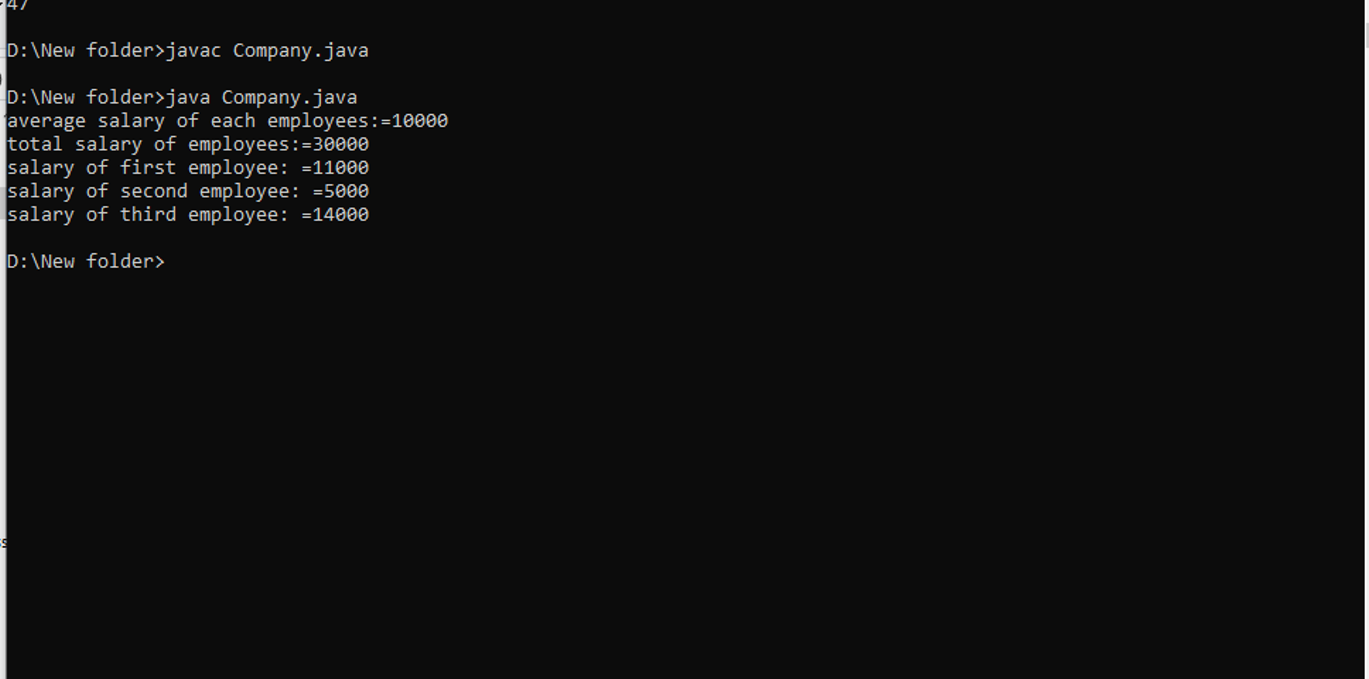 47
D:\New folder>javac Company.java
D:\New folder>java Company.java
average salary of each employees:=10000
total salary of employees:=30000
salary of first employee: =11000
salary of second employee: =5000
salary of third employee: =14000
D:\New folder>